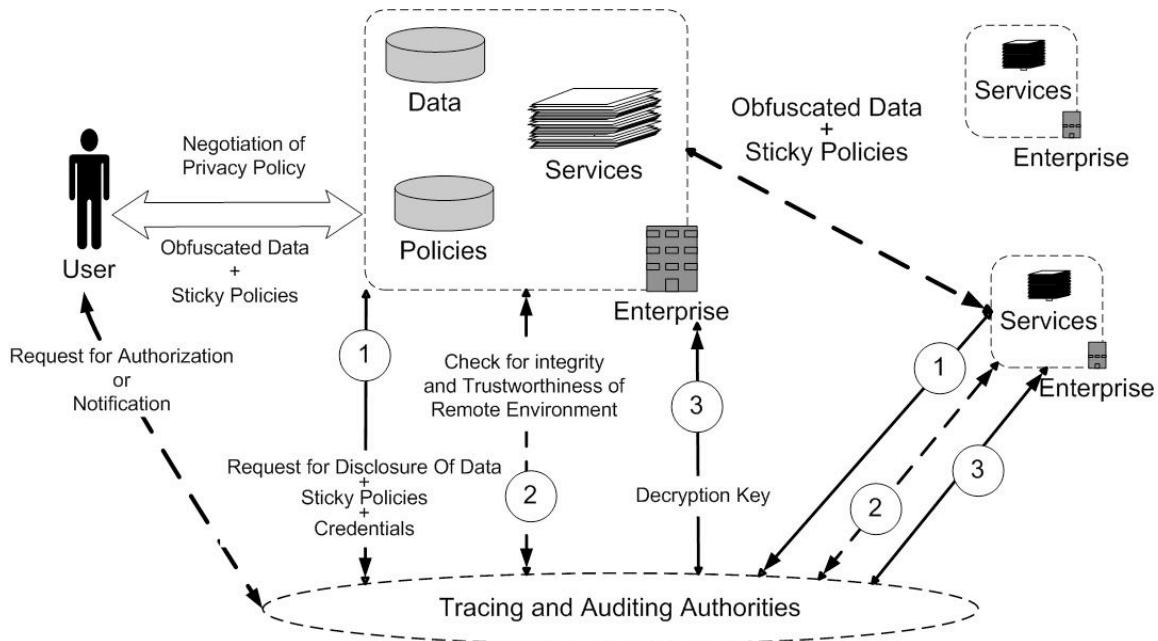 Data
Services
Policies
Enterprise
Negotiation of
Privacy Policy
Obfuscated Data
+
Sticky Policies
User
Obfuscated Data
+
Sticky Policies
Services
Enterprise
Services
Enterprise
Request for Authorization
or
Notification
1
Request for Disclosure Of Data
+
Sticky Policies
+
Credentials
Check for integrity
and Trustworthiness of
Remote Environment
2
3
Decryption Key
1
2
3
Tracing and Auditing Authorities